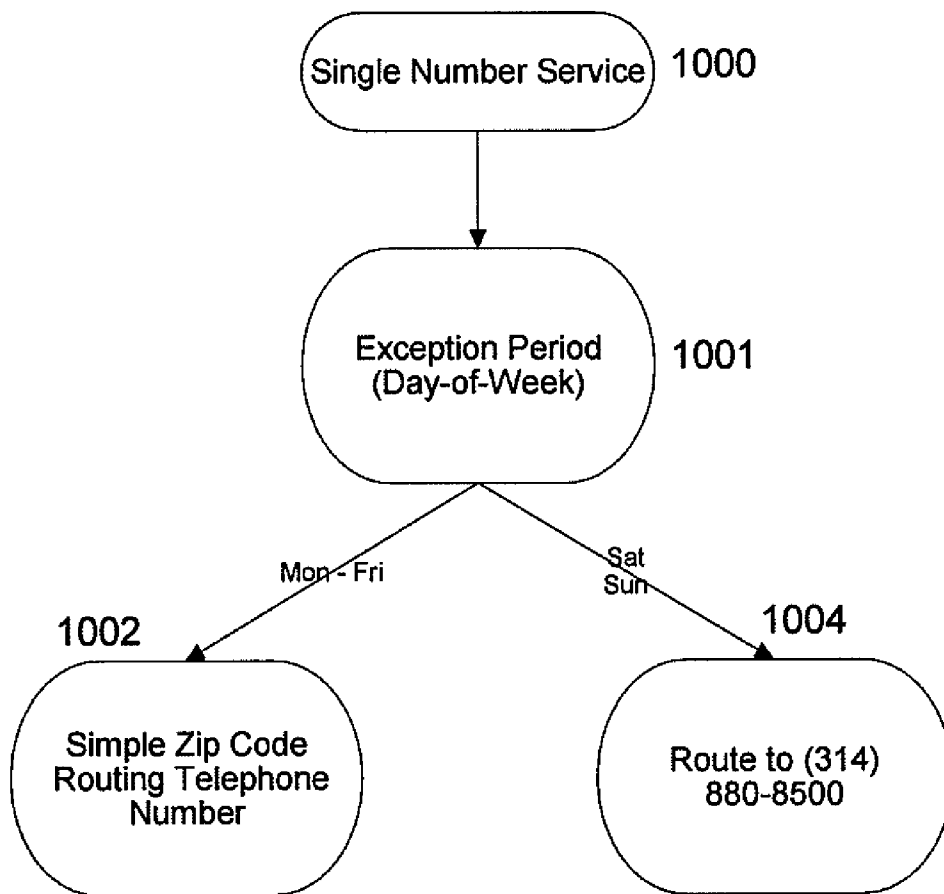 Single Number Service
1000
Exception Period
(Day-of-Week)
1001
Mon - Fri
Sat
Sun
1002
1004
Simple Zip Code
Routing Telephone
Number
Route to (314)
880-8500